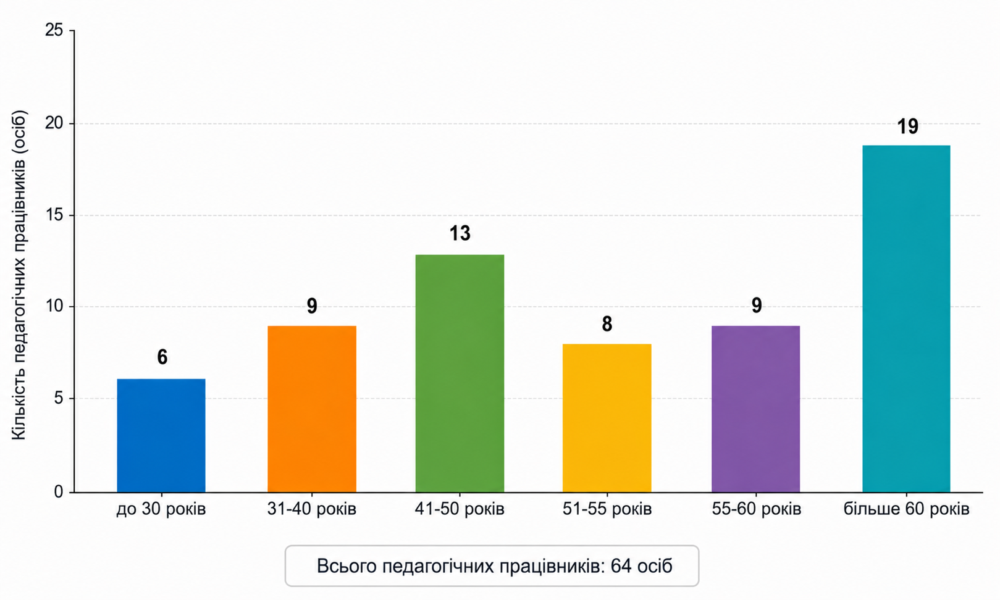 Кількість педагогічних працівників (осіб)
25
20
15
10
5
0
6
9
13
8
9
19
до 30 років
31-40 років
41-50 років
51-55 років
55-60 років
більше 60 років
Всього педагогічних працівників: 64 осіб